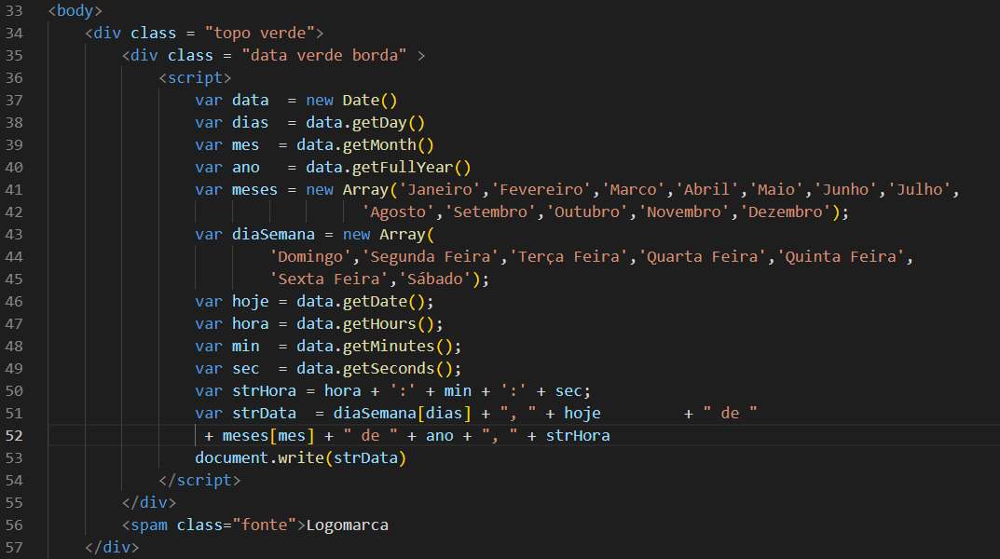 33 <body>
34 <div class = "topo verde">
35 <div class = "data verde borda" >
36 <script>
37 var data  = new Date()
38 var dias  = data.getDay()
39 var mes  = data.getMonth()
40 var ano   = data.getFullYear()
41 var meses = new Array('Janeiro','Fevereiro','Marco','Abril','Maio','Junho','Julho',
42 'Agosto','Setembro','Outubro','Novembro','Dezembro');
43 var diaSemana = new Array(
44 'Domingo','Segunda Feira','Terça Feira','Quarta Feira','Quinta Feira',
45 'Sexta Feira','Sábado');
46 var hoje = data.getDate();
47 var hora = data.getHours();
48 var min  = data.getMinutes();
49 var sec  = data.getSeconds();
50 var strHora = hora + ':' + min + ':' + sec;
51 var strData  = diaSemana[dias] + ", " + hoje         + " de "
52 + meses[mes] + " de " + ano + ", " + strHora
53 document.write(strData)
54 </script>
55 </div>
56 <spam class="fonte">Logomarca
57 </div>